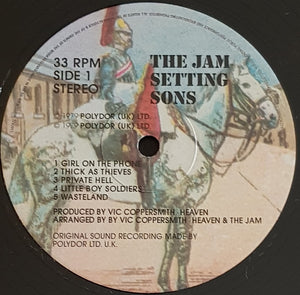 33 RPM
SIDE 1
STEREO
THE JAM
SETTING
SONS
℗ 1979 POLYDOR (UK) LTD.
© 1979 POLYDOR (UK) LTD.
1 GIRL ON THE PHONE
2 THICK AS THIEVES
3 PRIVATE HELL
4 LITTLE BOY SOLDIERS
5 WASTELAND
PRODUCED BY VIC COPPERSMITH-HEAVEN
ARRANGED BY BY VIC COPPERSMITH HEAVEN & THE JAM
ORIGINAL SOUND RECORDING MADE BY
POLYDOR LTD. U.K.